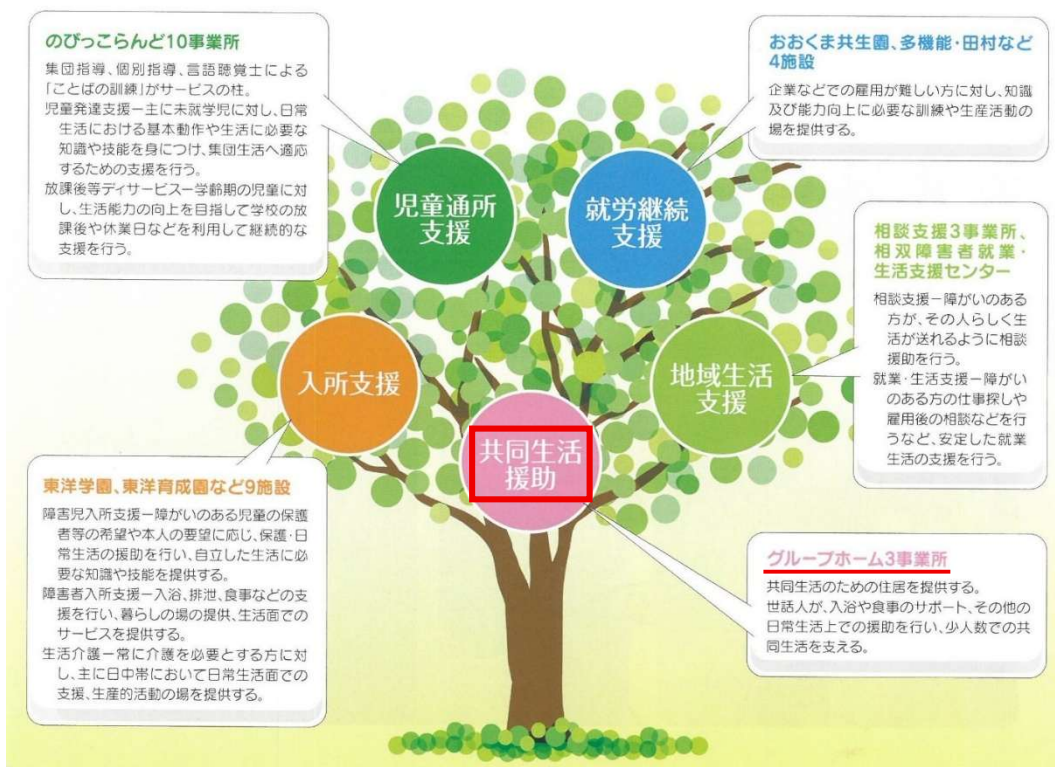 のびっこらんど10事業所
集団指導、個別指導、言語聴覚士による
「ことばの訓練」がサービスの柱。
児童発達支援ー主に未就学児に対し、日常
生活における基本動作や生活に必要な
知識や技能を身につけ、集団生活へ適応
するための支援を行う。
放課後等ディサービスー学齢期の児童に対
し、生活能力の向上を目指して学校の放
課後や休業日などを利用して継続的な
支援を行う。
おおくま共生園、多機能・田村など
4施設
企業などでの雇用が難しい方に対し、知識
及び能力向上に必要な訓練や生産活動の
場を提供する。
児童通所
支援
就労継続
支援
相談支援3事業所、
相双障害者就業・
生活支援センター
相談支援ー障がいのある
方が、その人らしく生
活が送れるように相談
援助を行う。
就業・生活支援ー障がい
のある方の仕事探しや
雇用後の相談などを行
うなど、安定した就業
生活の支援を行う。
入所支援
地域生活
支援
共同生活
援助
東洋学園、東洋育成園など9施設
障害児入所支援ー障がいのある児童の保護
者等の希望や本人の要望に応じ、保護・日
常生活の援助を行い、自立した生活に必
要な知識や技能を提供する。
障害者入所支援ー入浴、排泄、食事などの支
援を行い、暮らしの場の提供、生活面での
サービスを提供する。
生活介護ー常に介護を必要とする方に対
し、主に日中帯において日常生活面での
支援、生産的活動の場を提供する。
グループホーム3事業所
共同生活のための住居を提供する。
世話人が、入浴や食事のサポート、その他の
日常生活上での援助を行い、少人数での共
同生活を支える。